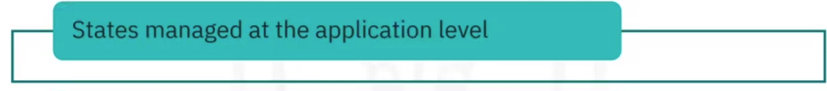 States managed at the application level